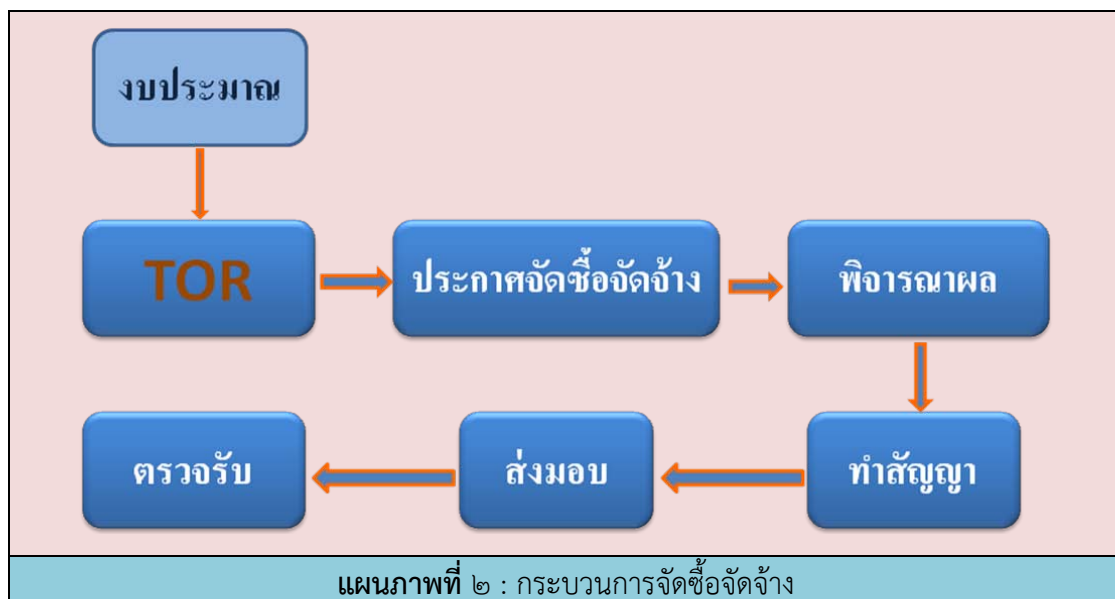 งบประมาณ
TOR
ประกาศจัดซื้อจัดจ้าง
พิจารณาผล
ทำสัญญา
ส่งมอบ
ตรวจรับ
แผนภาพที่ ๒ : กระบวนการจัดซื้อจัดจ้าง